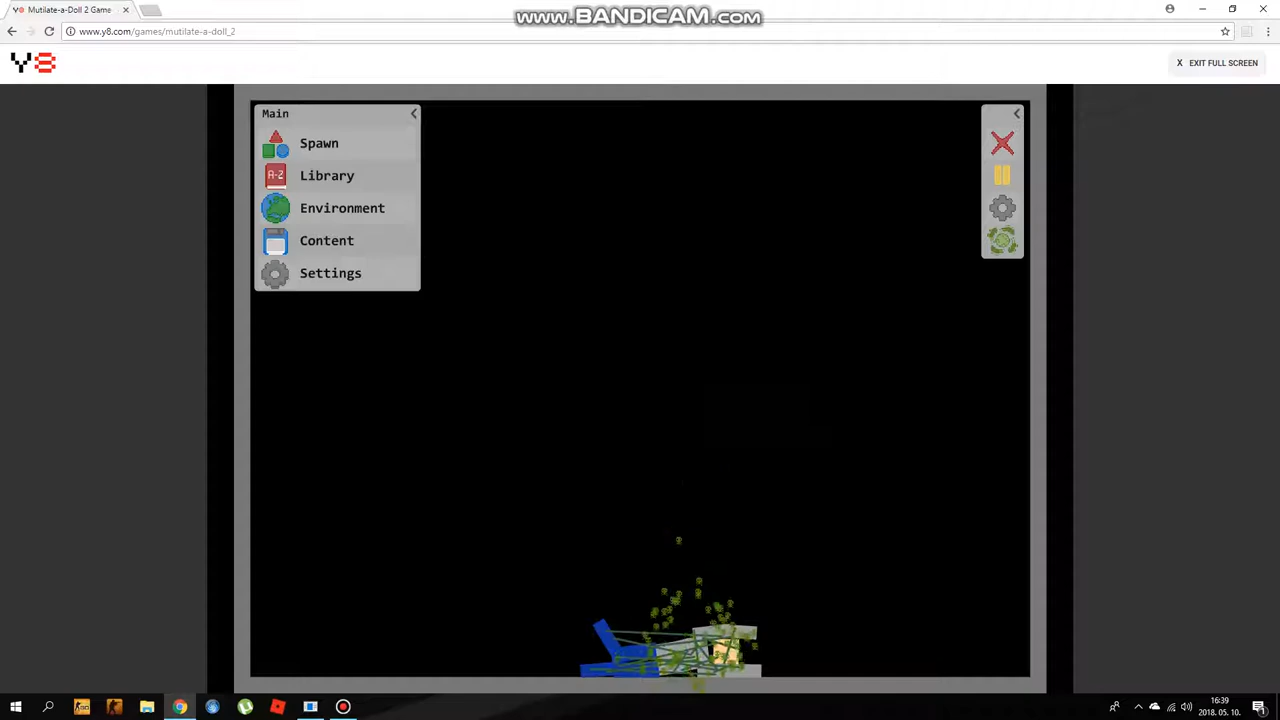 Mutilate-a-Doll 2 Game
www.BANDICAM.com
www.y8.com/games/mutilate-a-doll_2
Y8
X EXIT FULL SCREEN
Main
Spawn
A-Z Library
Environment
Content
Settings
16:39
2018. 05. 10.